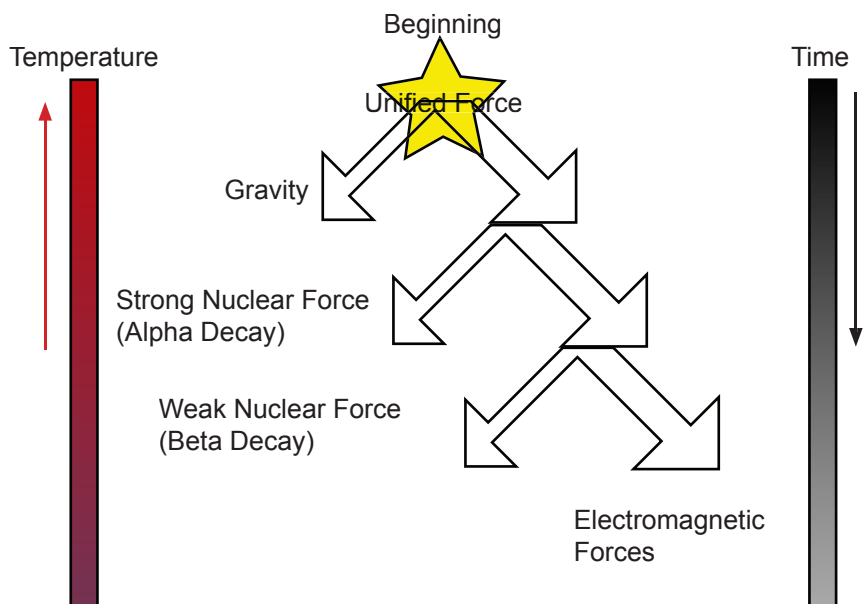 Beginning
Temperature
Time
Unified Force
Gravity
Strong Nuclear Force
(Alpha Decay)
Weak Nuclear Force
(Beta Decay)
Electromagnetic
Forces